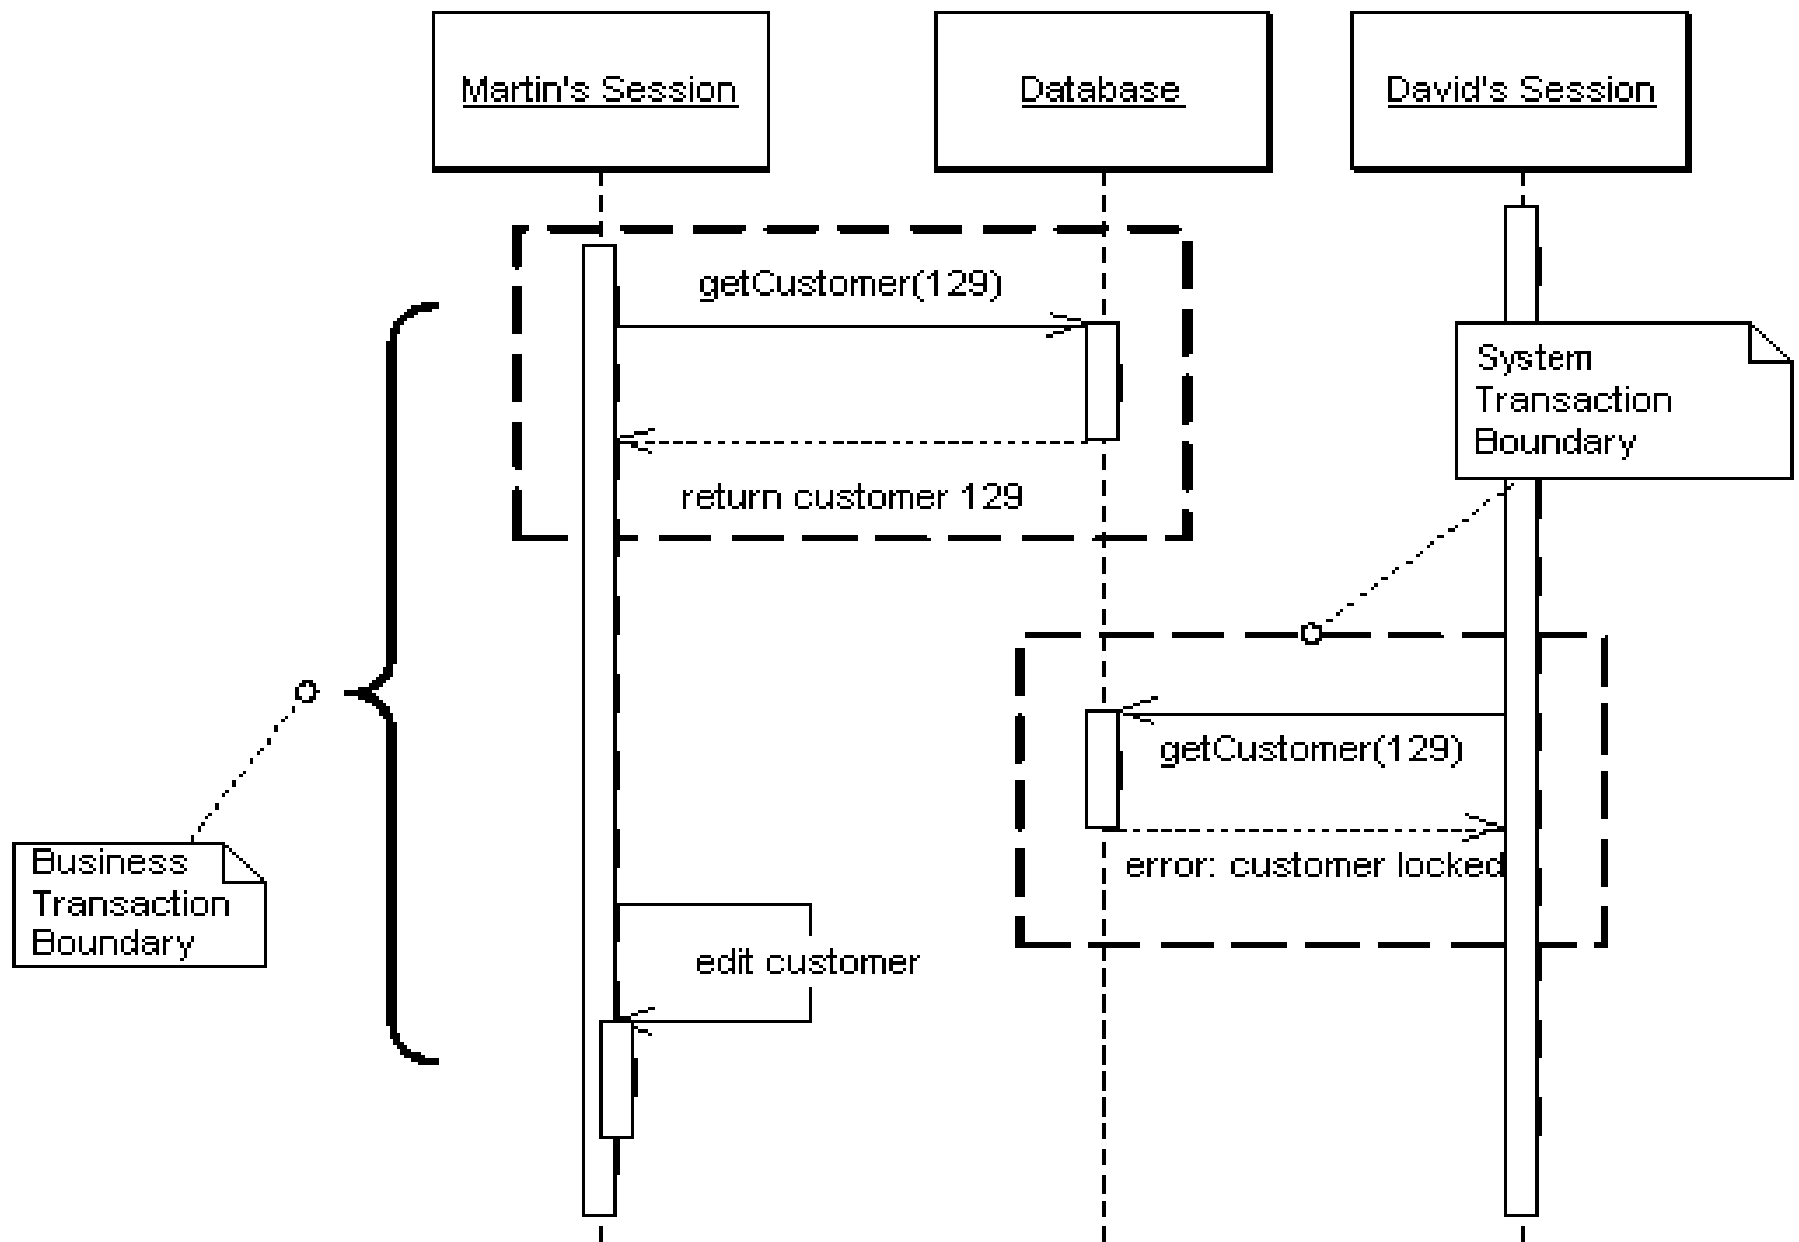 Martin's Session
Database
David's Session
getCustomer(129)
System
Transaction
Boundary
return customer 129
getCustomer(129)
error: customer locked
Business
Transaction
Boundary
edit customer